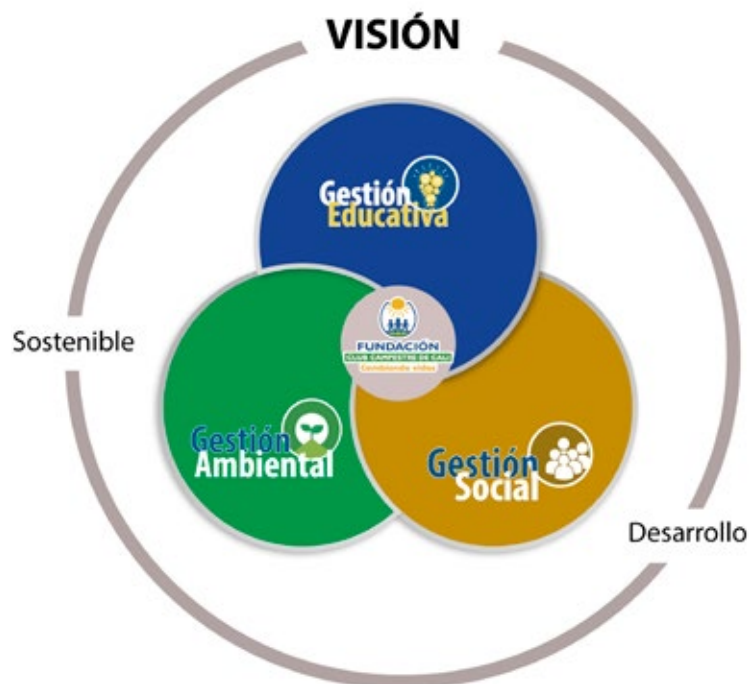 VISIÓN
Gestión
Educativa
Sostenible
FUNDACIÓN
CLUB CAMPESTRE DE CALI
Cambiando vidas
Gestión
Ambiental
Gestión
Social
Desarrollo